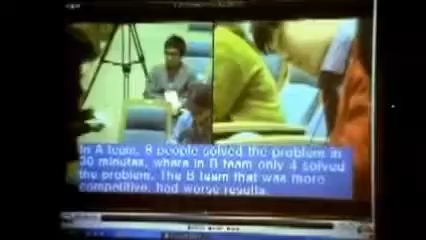 In A team, 8 people solved the problem in
30 minutes, where in B team only 4 solved
the problem. The B team that was more
competitive, had worse results